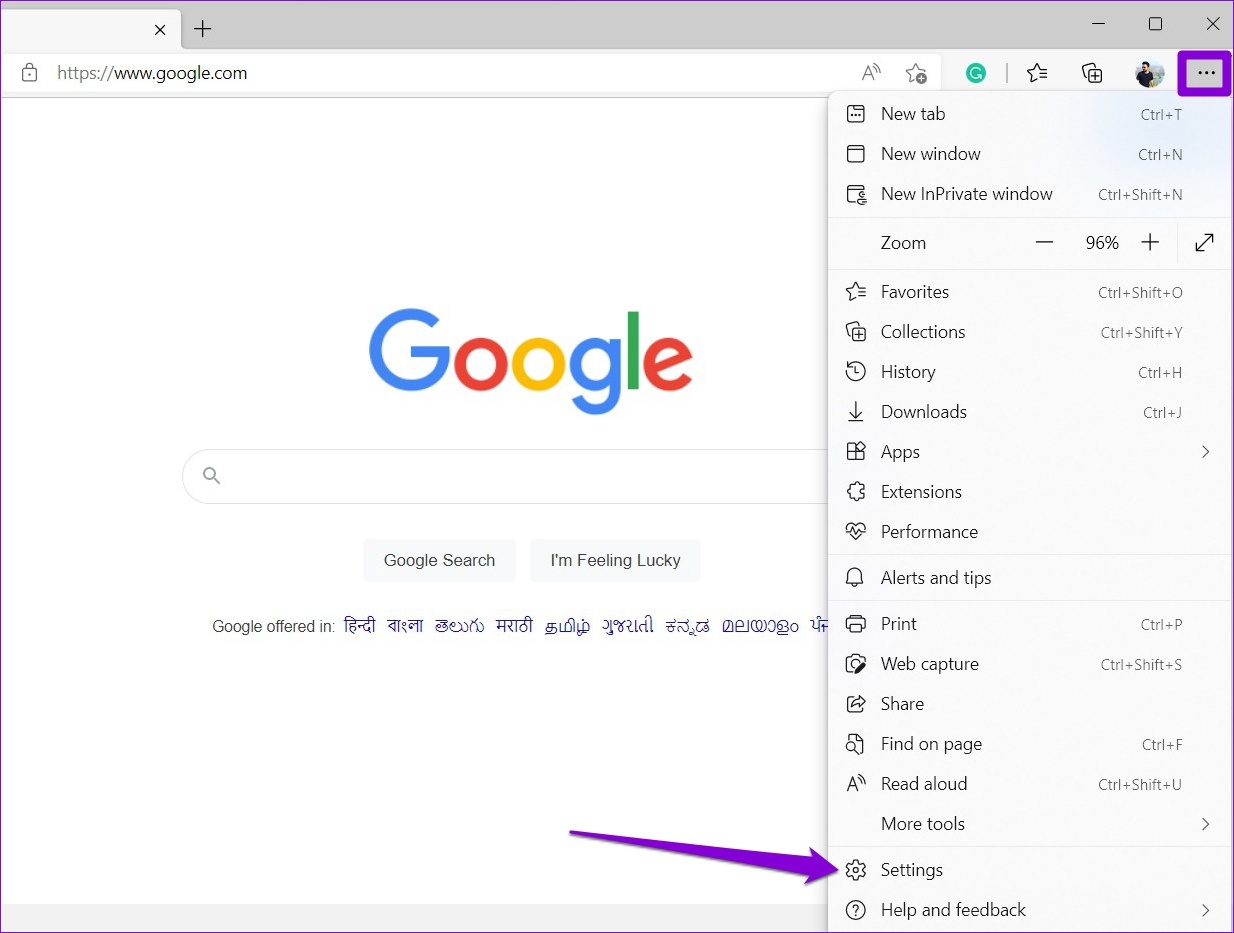 https://www.google.com
New tab Ctrl+T
New window Ctrl+N
New InPrivate window Ctrl+Shift+N
Zoom — 96% +
Favorites Ctrl+Shift+O
Collections Ctrl+Shift+Y
History Ctrl+H
Downloads Ctrl+J
Apps
Extensions
Performance
Alerts and tips
Print Ctrl+P
Web capture Ctrl+Shift+S
Share
Find on page Ctrl+F
Read aloud Ctrl+Shift+U
More tools
Settings
Help and feedback
Google
Google Search I'm Feeling Lucky
Google offered in: हिन्दी বাংলা తెలుగు मराठी தமிழ் ગુજરાતી ಕನ್ನಡ മലയാളം